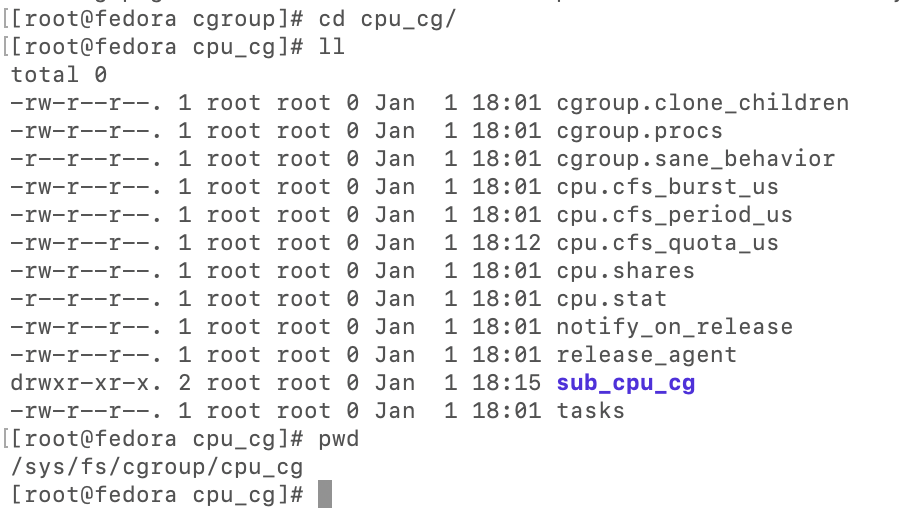 [[root@fedora cgroup]# cd cpu_cg/
[[root@fedora cpu_cg]# ll
total 0
-rw-r--r--. 1 root root 0 Jan  1 18:01 cgroup.clone_children
-rw-r--r--. 1 root root 0 Jan  1 18:01 cgroup.procs
-r--r--r--. 1 root root 0 Jan  1 18:01 cgroup.sane_behavior
-rw-r--r--. 1 root root 0 Jan  1 18:01 cpu.cfs_burst_us
-rw-r--r--. 1 root root 0 Jan  1 18:01 cpu.cfs_period_us
-rw-r--r--. 1 root root 0 Jan  1 18:12 cpu.cfs_quota_us
-rw-r--r--. 1 root root 0 Jan  1 18:01 cpu.shares
-r--r--r--. 1 root root 0 Jan  1 18:01 cpu.stat
-rw-r--r--. 1 root root 0 Jan  1 18:01 notify_on_release
-rw-r--r--. 1 root root 0 Jan  1 18:01 release_agent
drwxr-xr-x. 2 root root 0 Jan  1 18:15 sub_cpu_cg
-rw-r--r--. 1 root root 0 Jan  1 18:01 tasks
[[root@fedora cpu_cg]# pwd
/sys/fs/cgroup/cpu_cg
[root@fedora cpu_cg]#